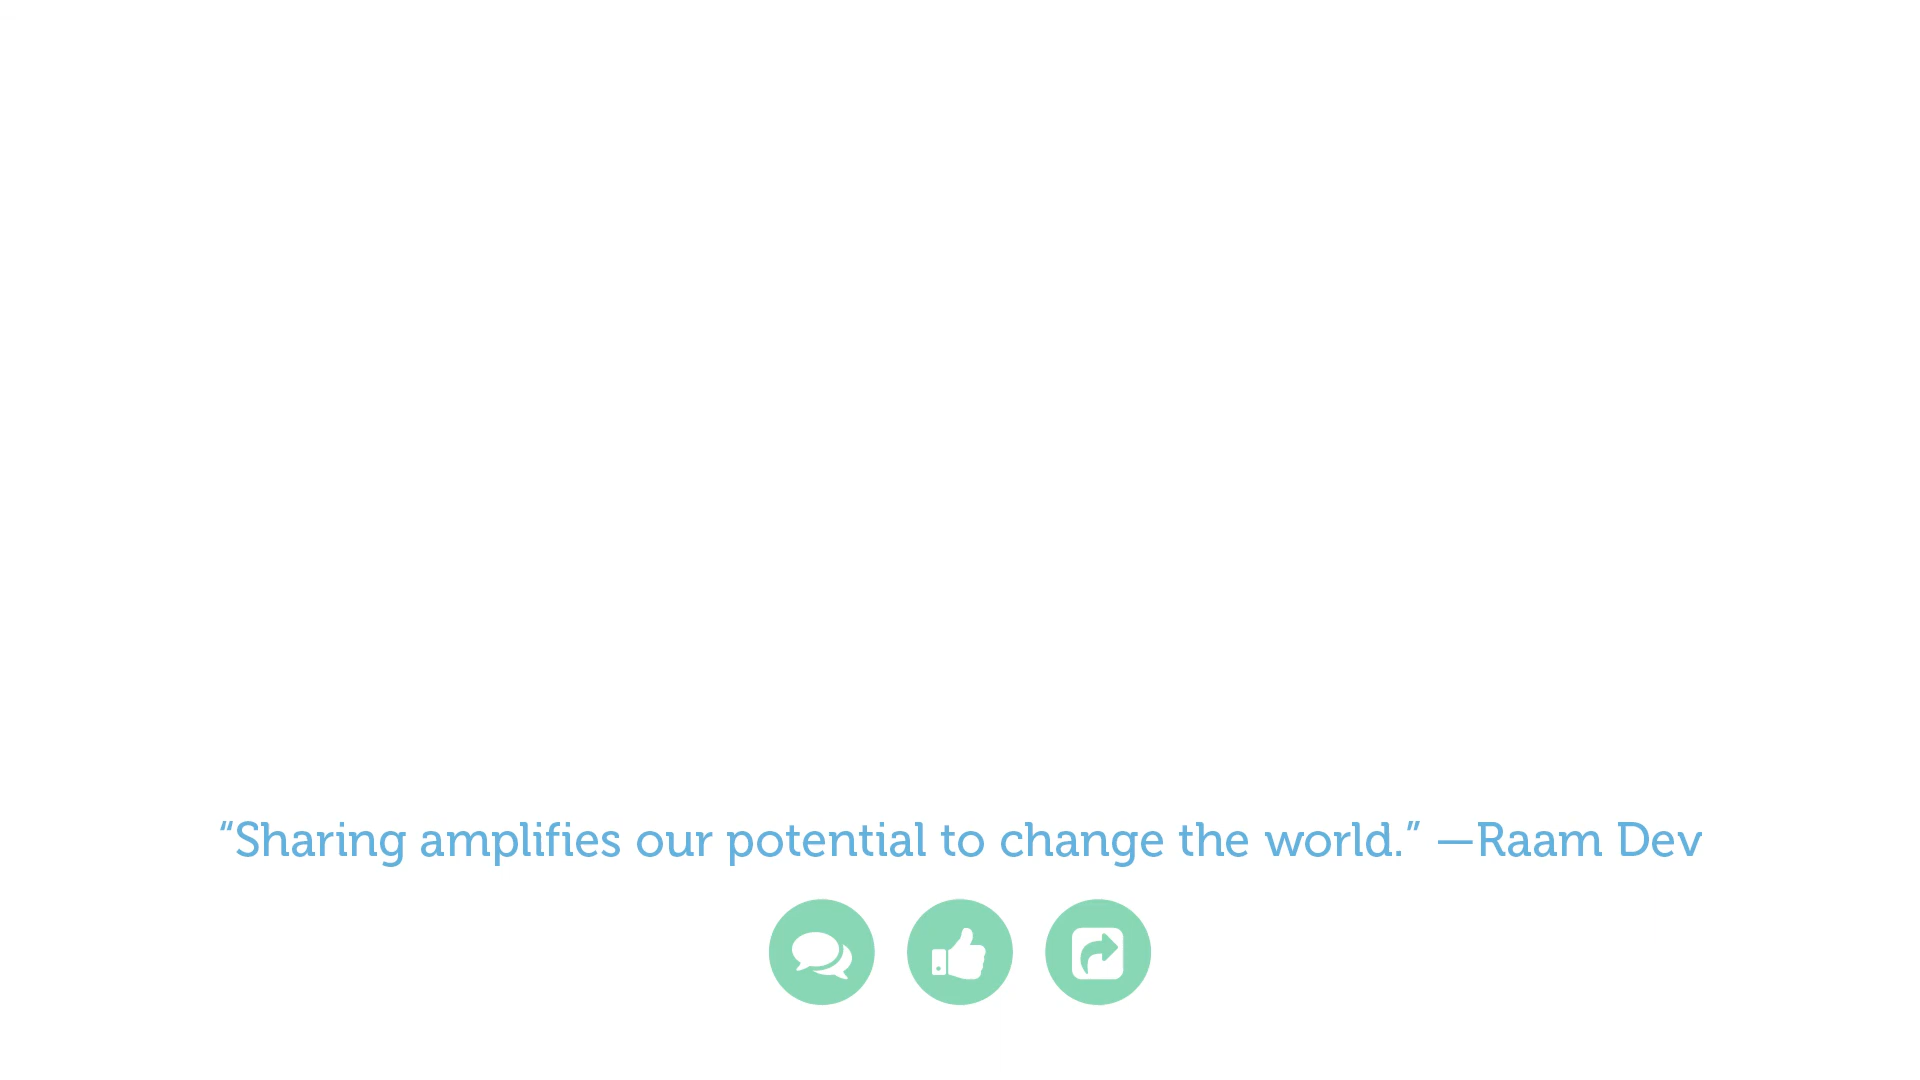 “Sharing amplifies our potential to change the world.” —Raam Dev